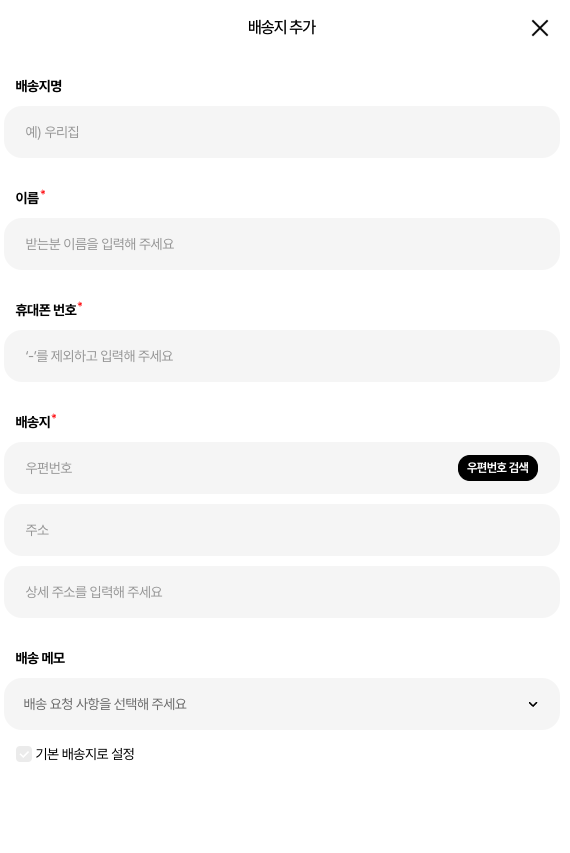 배송지 추가
배송지명
예) 우리집
이름*
받는분 이름을 입력해 주세요
휴대폰 번호*
‘-’를 제외하고 입력해 주세요
배송지*
우편번호
우편번호 검색
주소
상세 주소를 입력해 주세요
배송 메모
배송 요청 사항을 선택해 주세요
기본 배송지로 설정